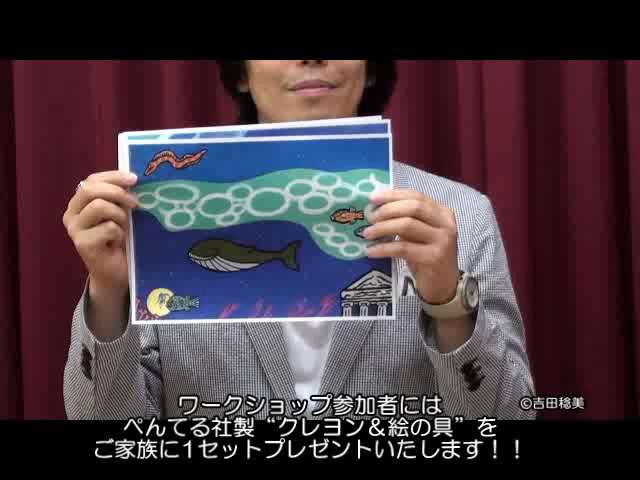 ©吉田稔美
ワークショップ参加者には
ぺんてる社製“クレヨン＆絵の具”を
ご家族に1セットプレゼントいたします！！